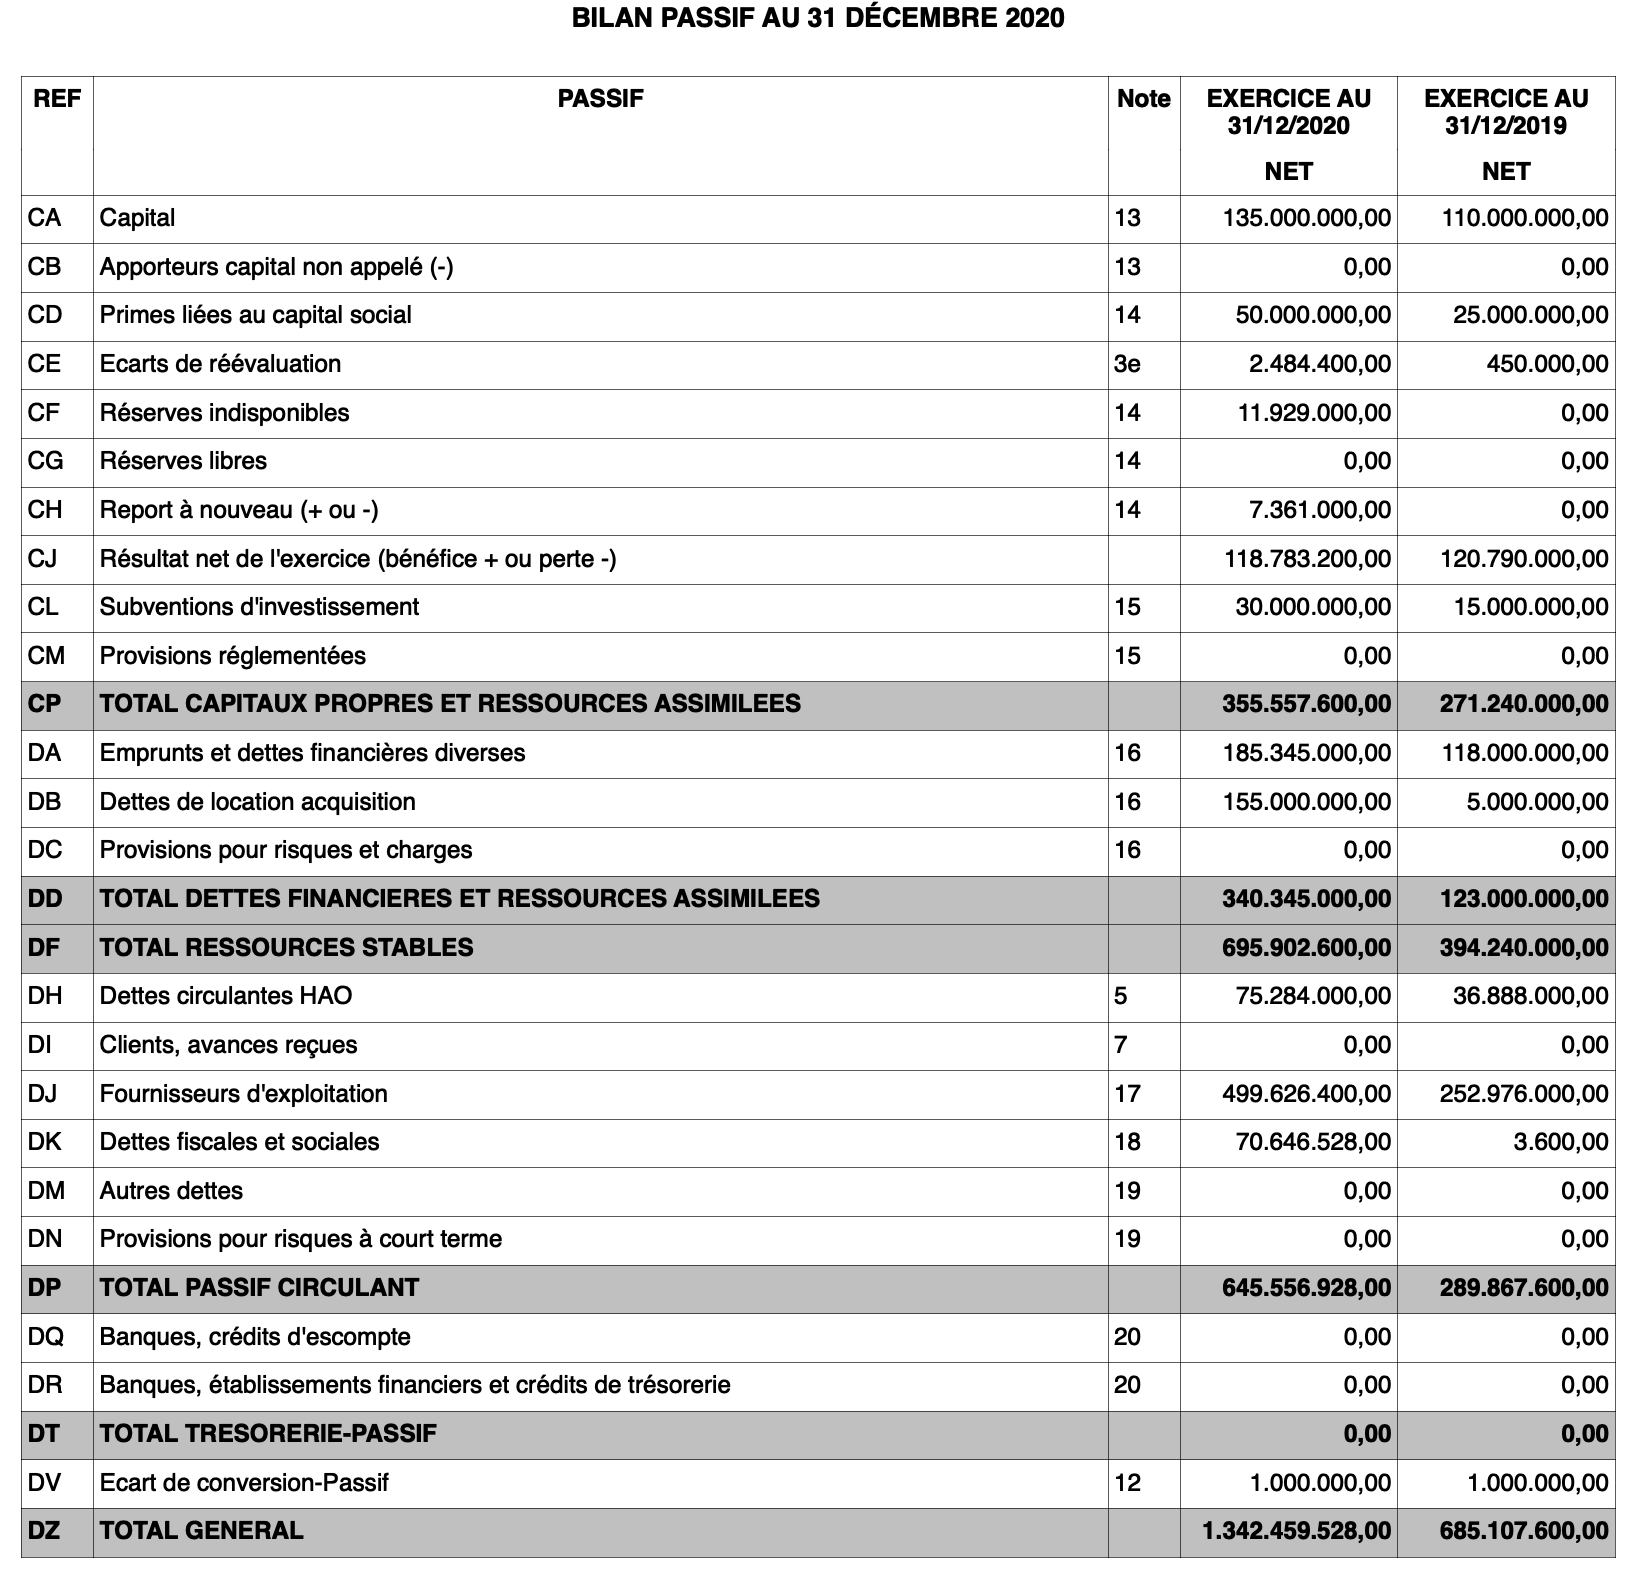 BILAN PASSIF AU 31 DÉCEMBRE 2020
REF PASSIF Note EXERCICE AU 31/12/2020 EXERCICE AU 31/12/2019
NET NET
CA Capital 13 135.000.000,00 110.000.000,00
CB Apporteurs capital non appelé (-) 13 0,00 0,00
CD Primes liées au capital social 14 50.000.000,00 25.000.000,00
CE Ecarts de réévaluation 3e 2.484.400,00 450.000,00
CF Réserves indisponibles 14 11.929.000,00 0,00
CG Réserves libres 14 0,00 0,00
CH Report à nouveau (+ ou -) 14 7.361.000,00 0,00
CJ Résultat net de l'exercice (bénéfice + ou perte -) 118.783.200,00 120.790.000,00
CL Subventions d'investissement 15 30.000.000,00 15.000.000,00
CM Provisions réglementées 15 0,00 0,00
CP TOTAL CAPITAUX PROPRES ET RESSOURCES ASSIMILEES 355.557.600,00 271.240.000,00
DA Emprunts et dettes financières diverses 16 185.345.000,00 118.000.000,00
DB Dettes de location acquisition 16 155.000.000,00 5.000.000,00
DC Provisions pour risques et charges 16 0,00 0,00
DD TOTAL DETTES FINANCIERES ET RESSOURCES ASSIMILEES 340.345.000,00 123.000.000,00
DF TOTAL RESSOURCES STABLES 695.902.600,00 394.240.000,00
DH Dettes circulantes HAO 5 75.284.000,00 36.888.000,00
DI Clients, avances reçues 7 0,00 0,00
DJ Fournisseurs d'exploitation 17 499.626.400,00 252.976.000,00
DK Dettes fiscales et sociales 18 70.646.528,00 3.600,00
DM Autres dettes 19 0,00 0,00
DN Provisions pour risques à court terme 19 0,00 0,00
DP TOTAL PASSIF CIRCULANT 645.556.928,00 289.867.600,00
DQ Banques, crédits d'escompte 20 0,00 0,00
DR Banques, établissements financiers et crédits de trésorerie 20 0,00 0,00
DT TOTAL TRESORERIE-PASSIF 0,00 0,00
DV Ecart de conversion-Passif 12 1.000.000,00 1.000.000,00
DZ TOTAL GENERAL 1.342.459.528,00 685.107.600,00